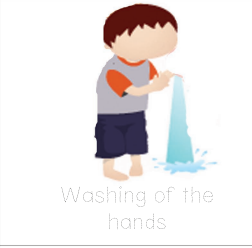 Washing of the
hands